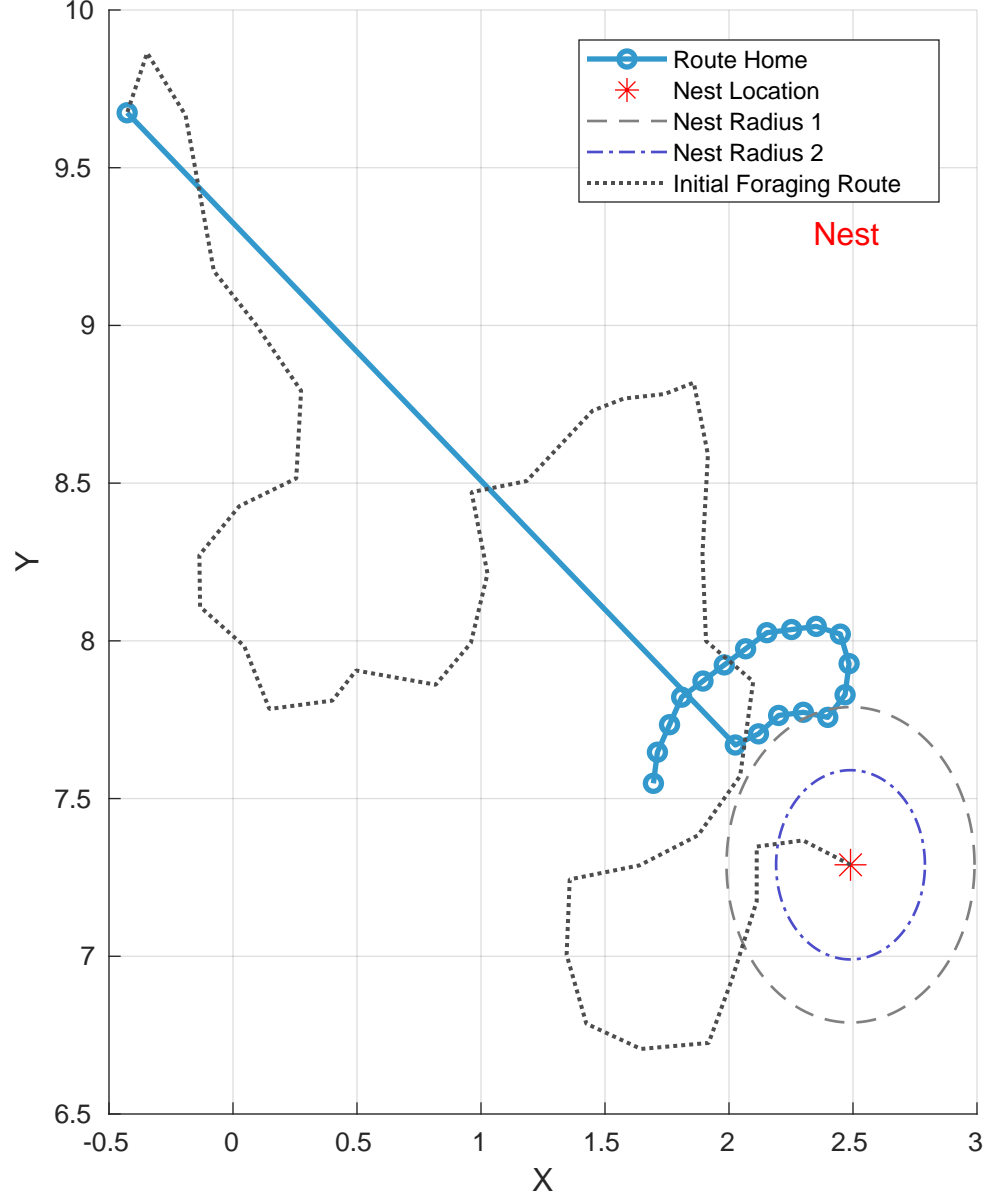 10
9.5
9
8.5
8
7.5
7
6.5
-0.5 0 0.5 1 1.5 2 2.5 3
X
Y
Route Home
Nest Location
Nest Radius 1
Nest Radius 2
Initial Foraging Route
Nest